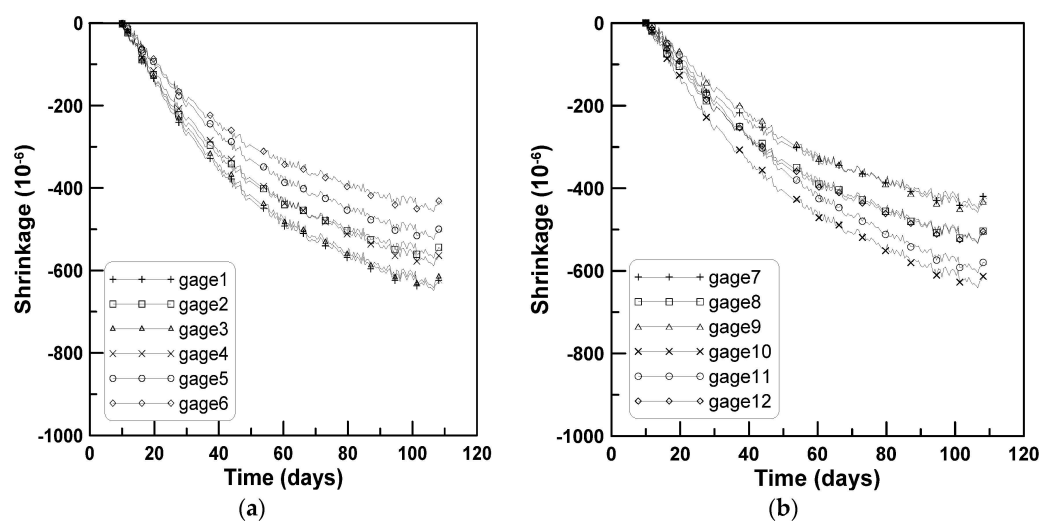 0
-200
-400
-600
-800
-1000
Shrinkage (10⁻⁶)
gage1
gage2
gage3
gage4
gage5
gage6
0 20 40 60 80 100 120
Time (days)
(a)
0
-200
-400
-600
-800
-1000
Shrinkage (10⁻⁶)
gage7
gage8
gage9
gage10
gage11
gage12
0 20 40 60 80 100 120
Time (days)
(b)